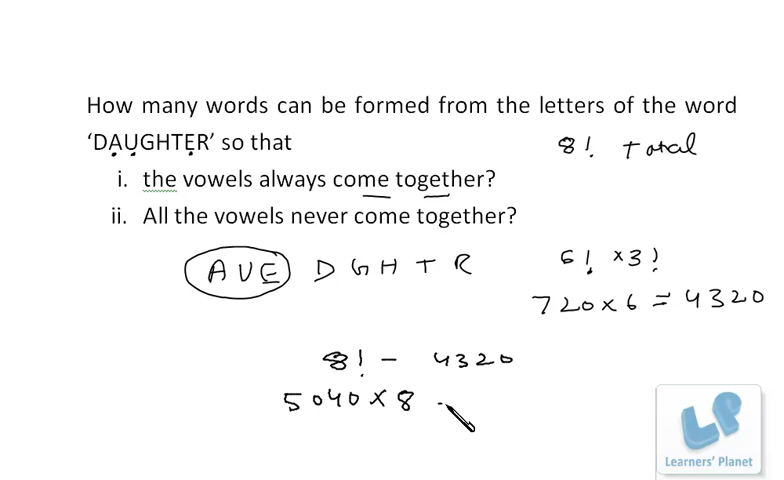 How many words can be formed from the letters of the word
'DAUGHTER' so that
8! Total
i. the vowels always come together?
ii. All the vowels never come together?
AUE D G H T R
6! × 3!
720 × 6 = 4320
8! - 4320
5040 × 8
LP
Learners' Planet